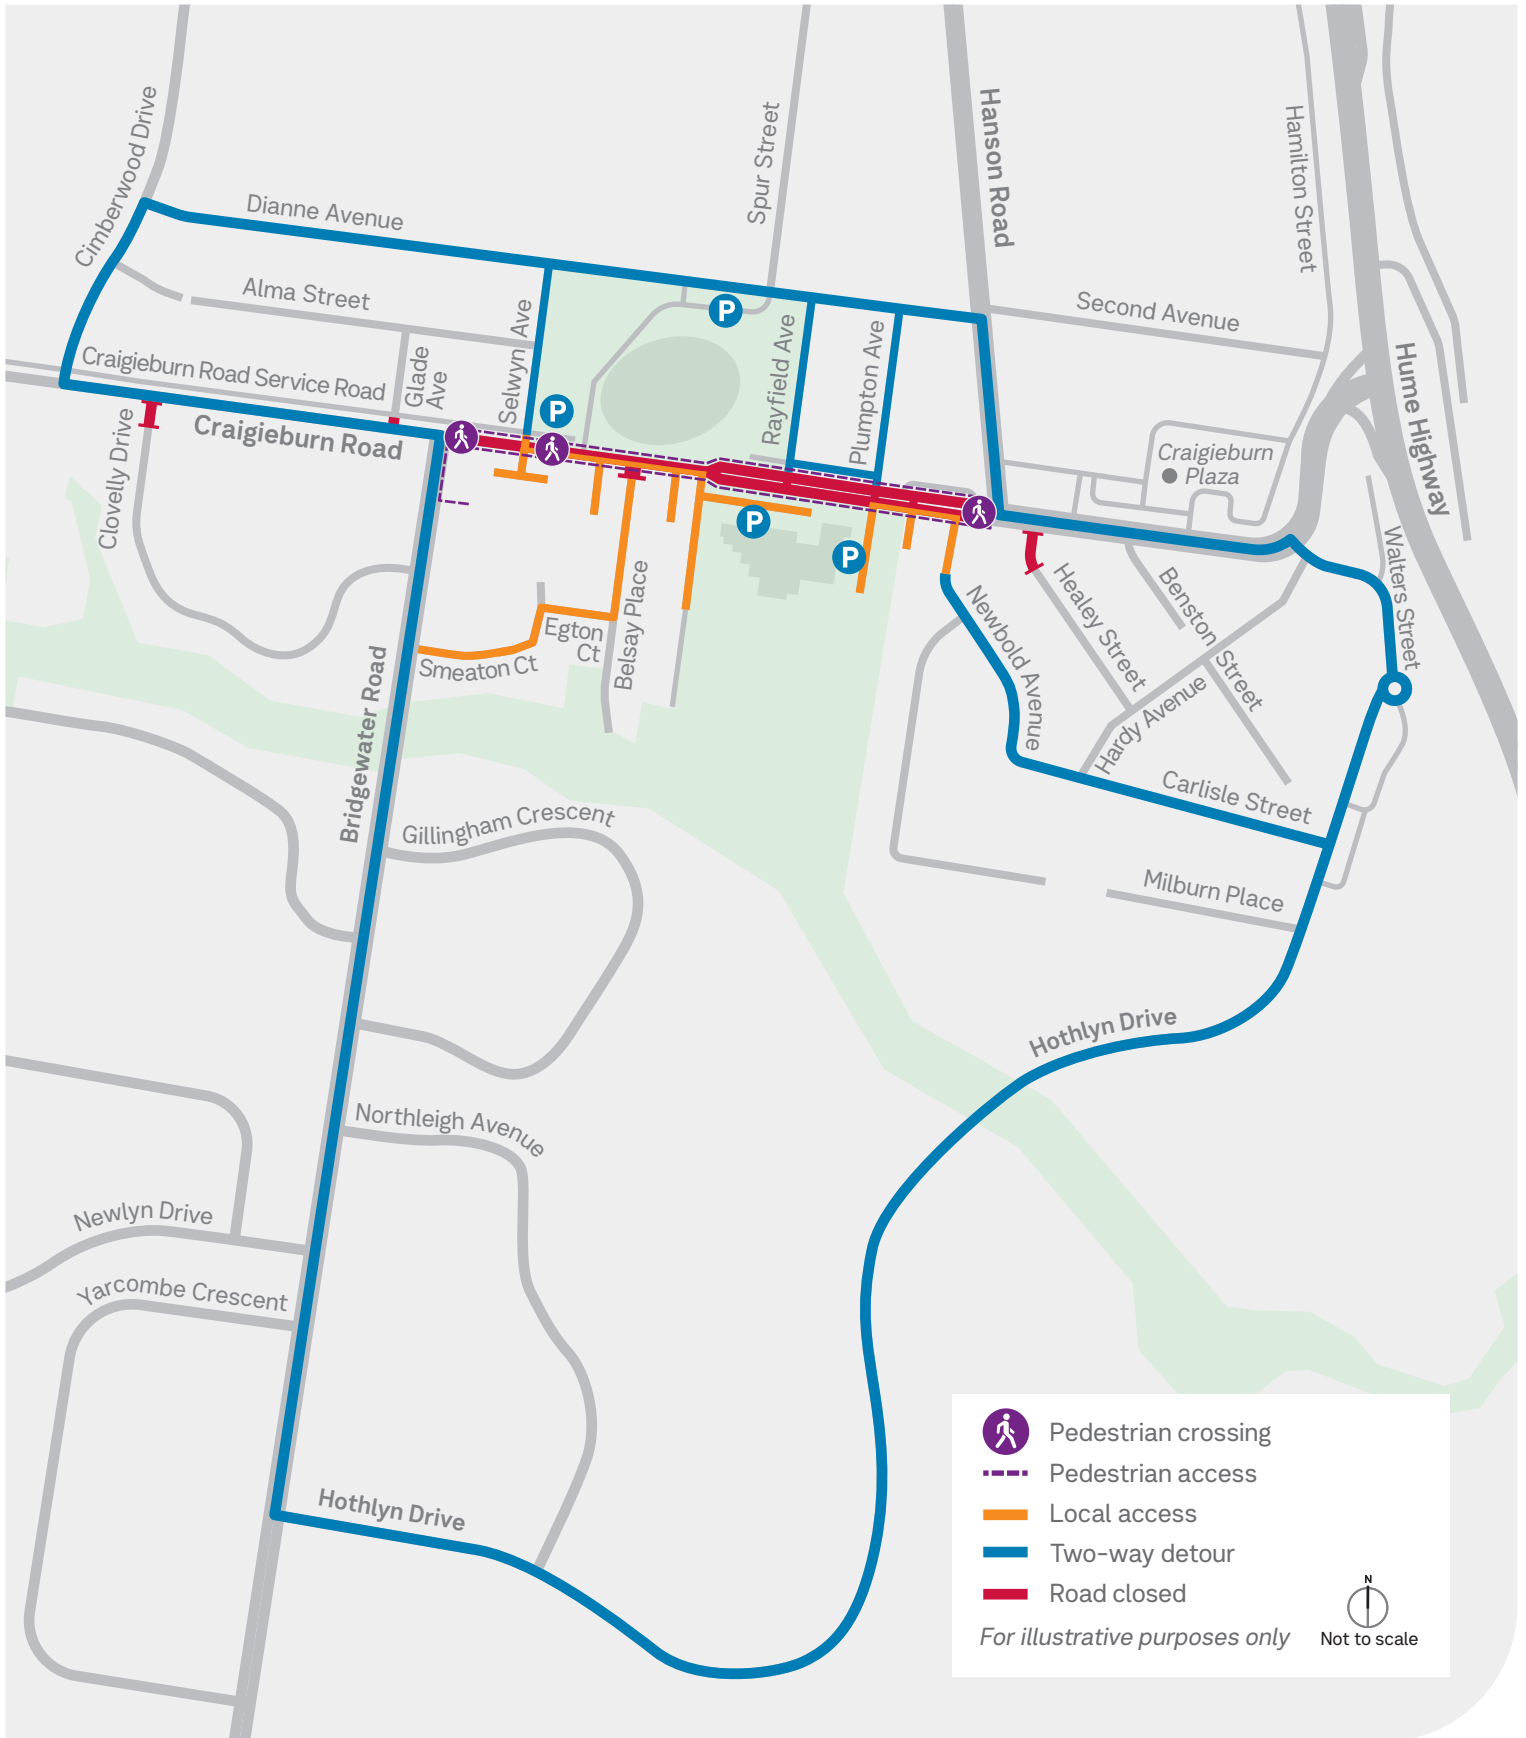 Cimberwood Drive
Dianne Avenue
Spur Street
Hanson Road
Hamilton Street
Alma Street
Second Avenue
Craigieburn Road Service Road
Glade
Ave
Selwyn Ave
P
P
Rayfield Ave
Plumpton Ave
Hume Highway
Clovelly Drive
Craigieburn Road
Craigieburn
Plaza
P
P
Walters Street
Healey Street
Benston Street
Newbold Avenue
Hardy Avenue
Egton
Ct
Belsay Place
Smeaton Ct
Bridgewater Road
Carlisle Street
Gillingham Crescent
Milburn Place
Hothlyn Drive
Northleigh Avenue
Newlyn Drive
Yarcombe Crescent
Hothlyn Drive
Pedestrian crossing
Pedestrian access
Local access
Two-way detour
Road closed
For illustrative purposes only
N
Not to scale